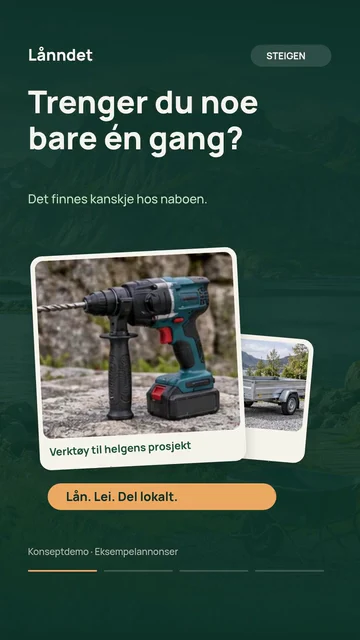 Lånndet
STEIGEN
Trenger du noe
bare én gang?
Det finnes kanskje hos naboen.
Verktøy til helgens prosjekt
Lån. Lei. Del lokalt.
Konseptdemo · Eksempelannonser